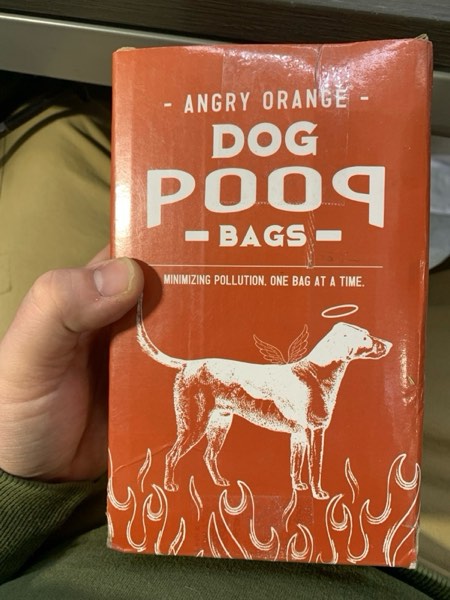 - ANGRY ORANGE -
DOG
POOP
- BAGS -
MINIMIZING POLLUTION, ONE BAG AT A TIME.